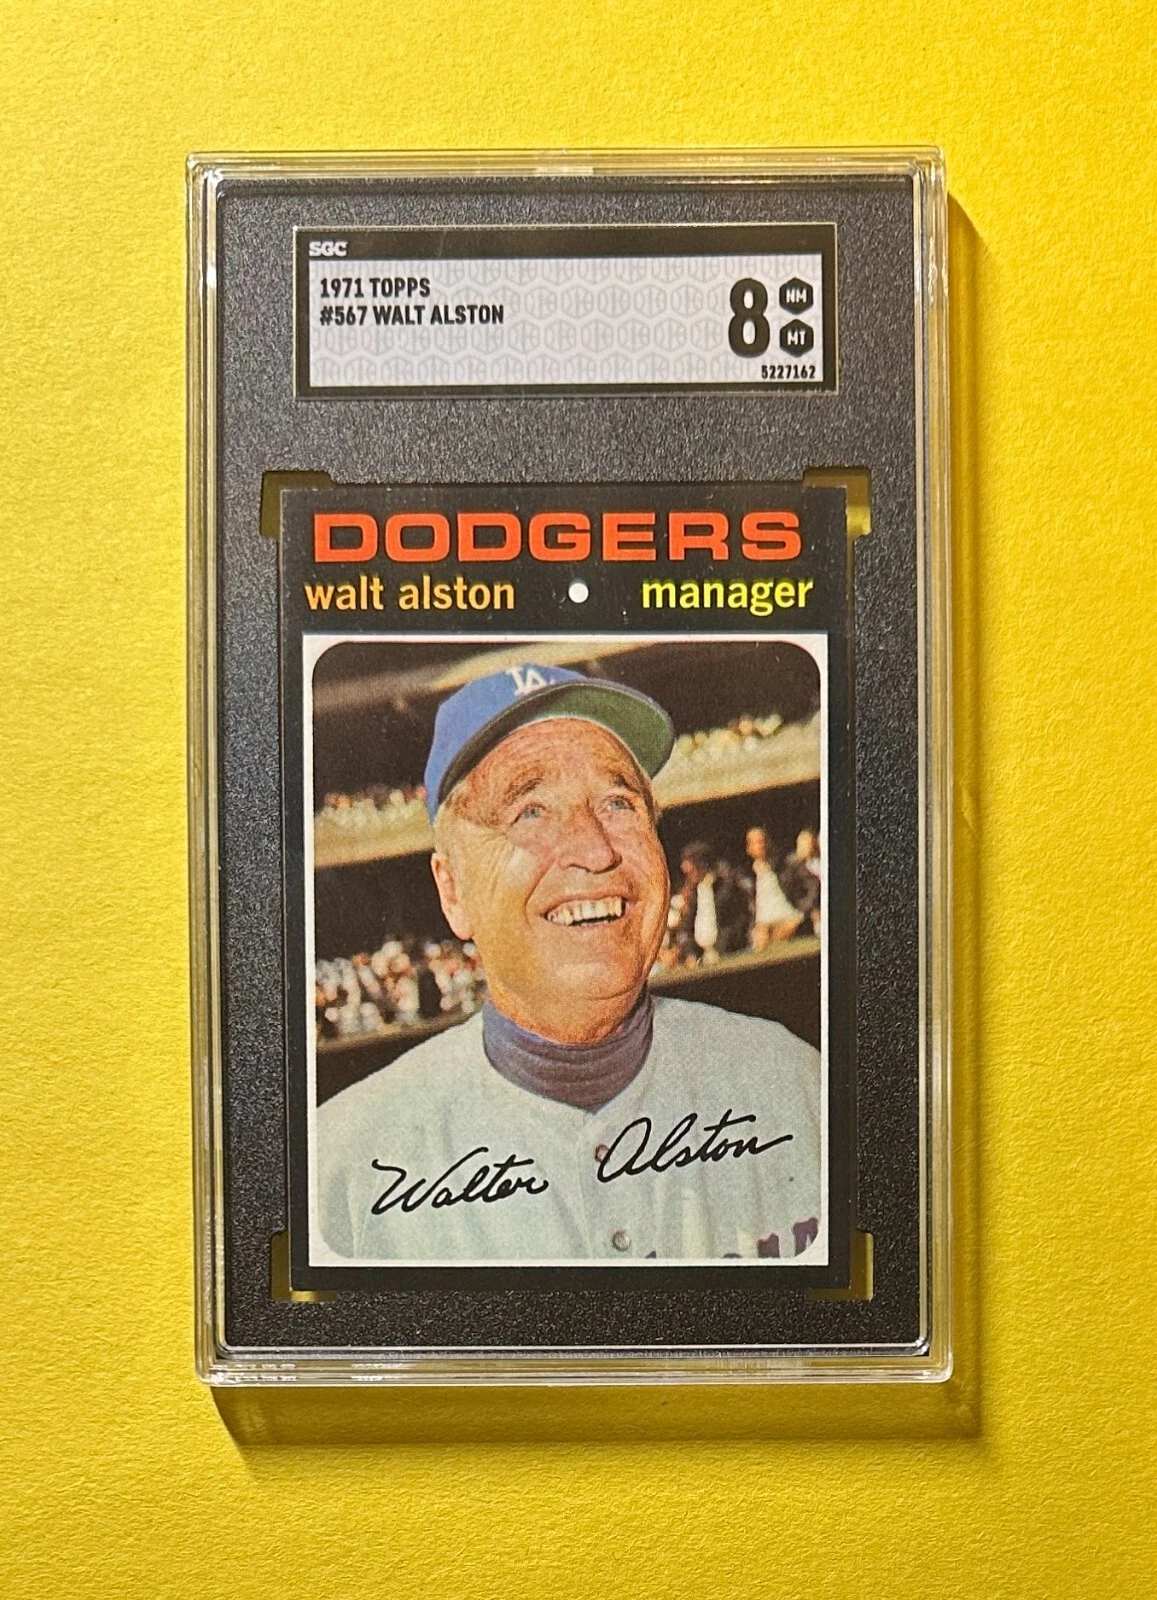 SGC
1971 TOPPS
#567 WALT ALSTON
8 NM
MT
5227162
DODGERS
walt alston • manager
LA
Walter Alston